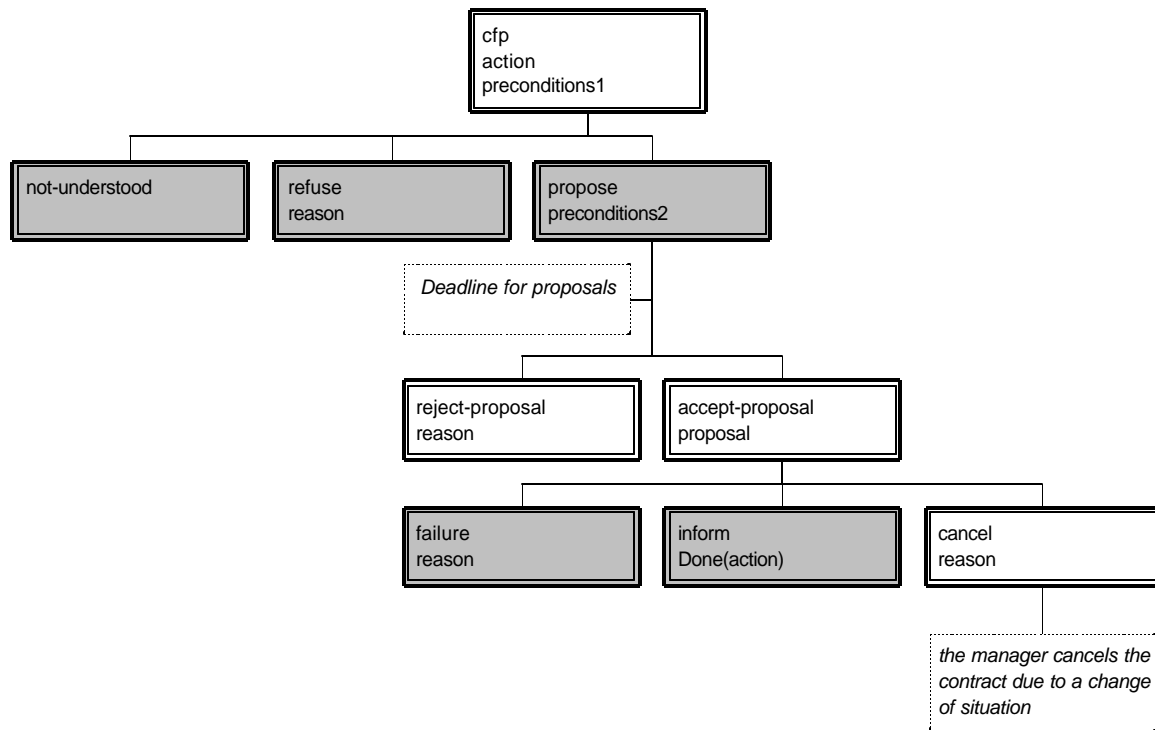 cfp
action
preconditions1
not-understood
refuse
reason
propose
preconditions2
Deadline for proposals
reject-proposal
reason
accept-proposal
proposal
failure
reason
inform
Done(action)
cancel
reason
the manager cancels the
contract due to a change
of situation